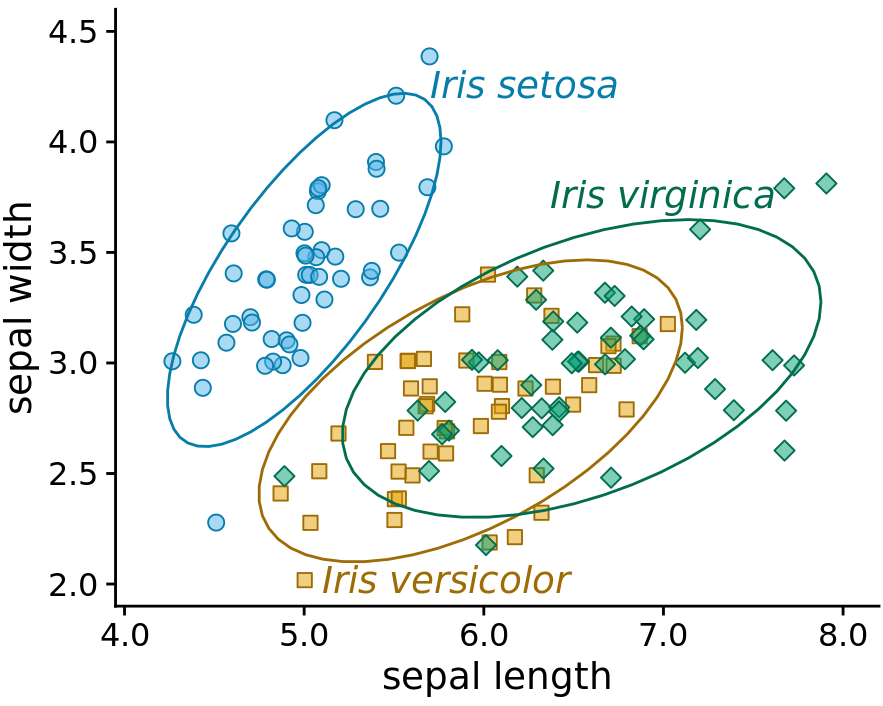 4.5
Iris setosa
4.0
Iris virginica
3.5
sepal width
3.0
2.5
2.0
Iris versicolor
4.0 5.0 6.0 7.0 8.0
sepal length